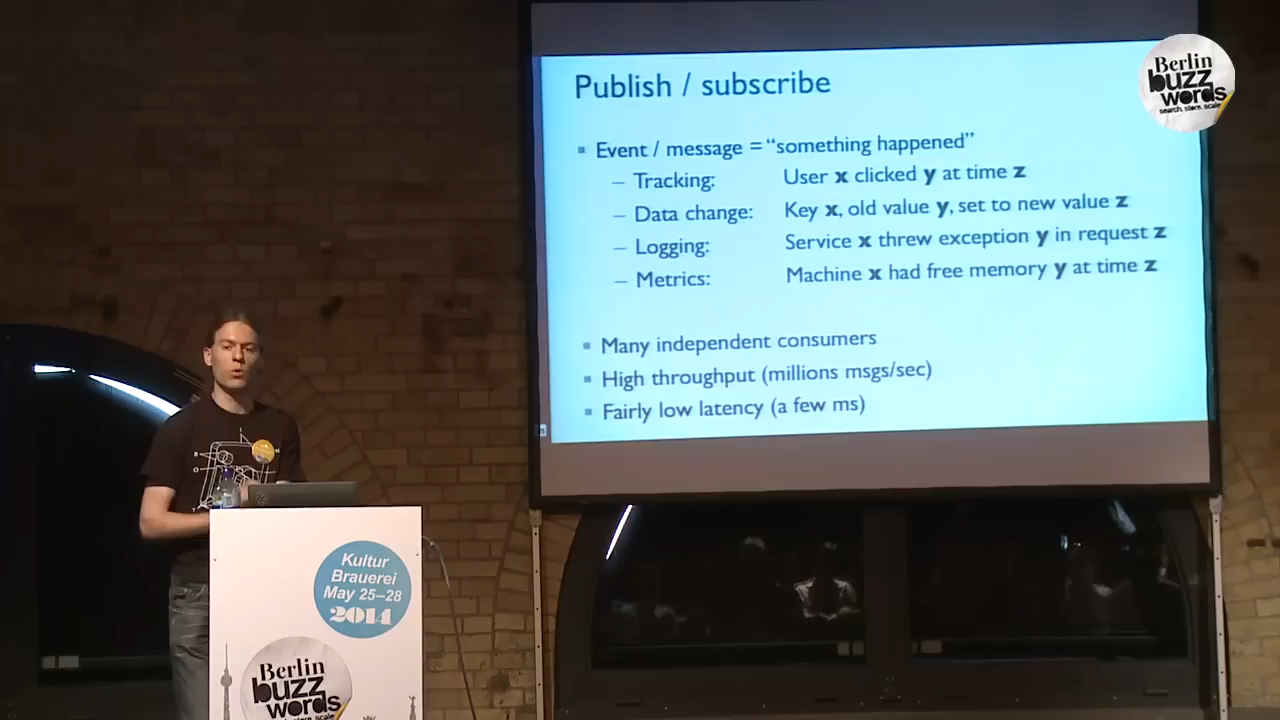 Publish / subscribe
Event / message = “something happened”
– Tracking: User x clicked y at time z
– Data change: Key x, old value y, set to new value z
– Logging: Service x threw exception y in request z
– Metrics: Machine x had free memory y at time z
Many independent consumers
High throughput (millions msgs/sec)
Fairly low latency (a few ms)
Berlin
buzz
words
search. store. scale
Kultur
Brauerei
May 25–28
2014
Berlin
buzz
words